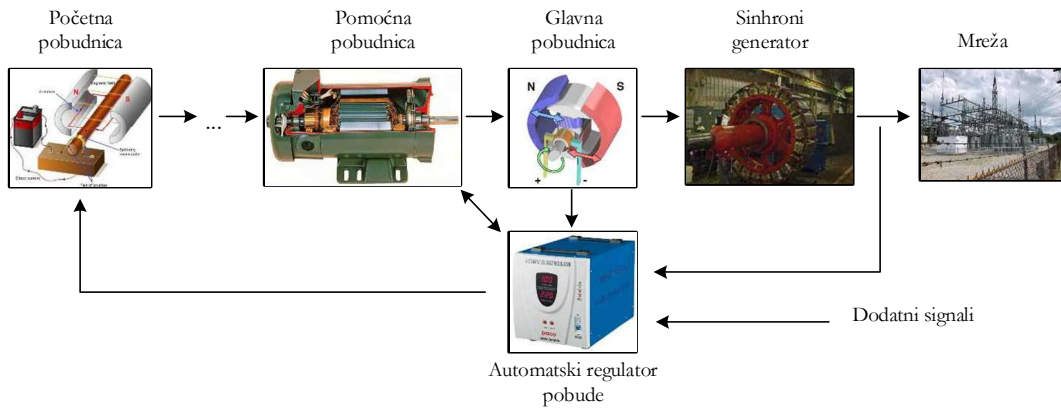 Početna
pobudnica
Pomoćna
pobudnica
Glavna
pobudnica
Sinhroni
generator
Mreža
...
N
S
N
S
+
-
Dodatni signali
Automatski regulator
pobude